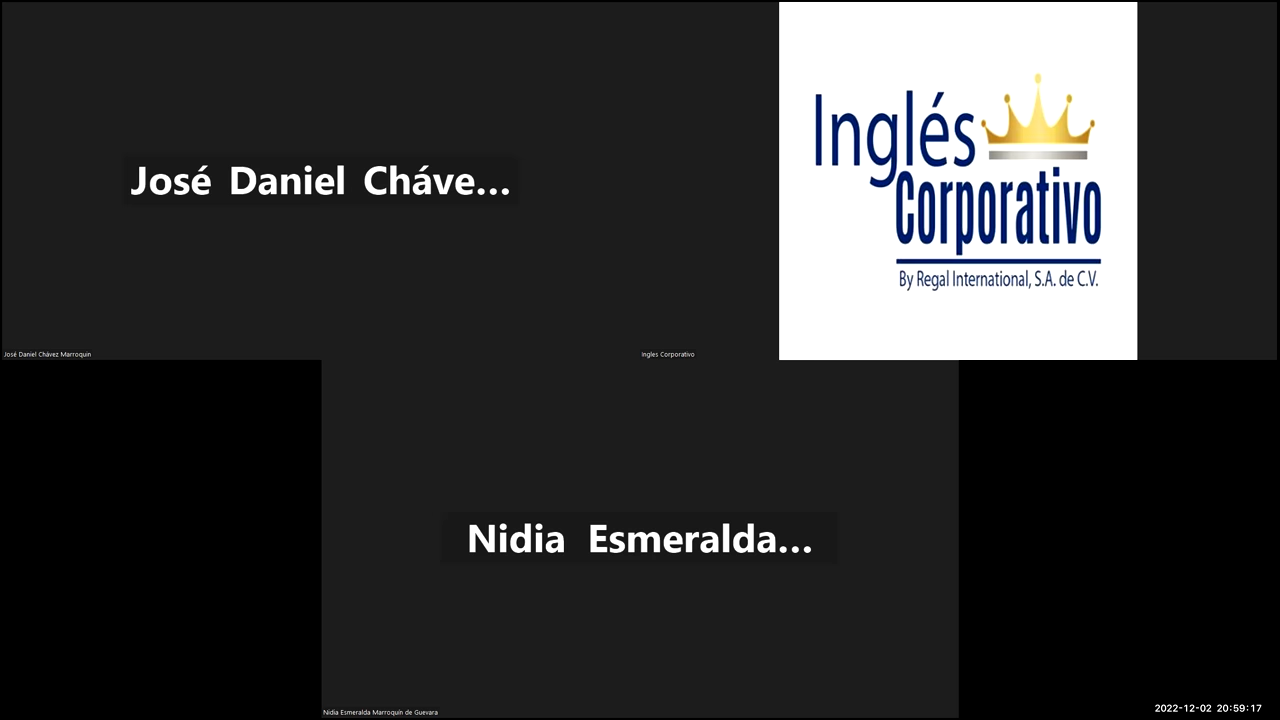 José Daniel Cháve...
Inglés
Corporativo
By Regal International, S.A. de C.V.
José Daniel Chávez Marroquin
Ingles Corporativo
Nidia Esmeralda...
Nidia Esmeralda Marroquín de Guevara
2022-12-02 20:59:17